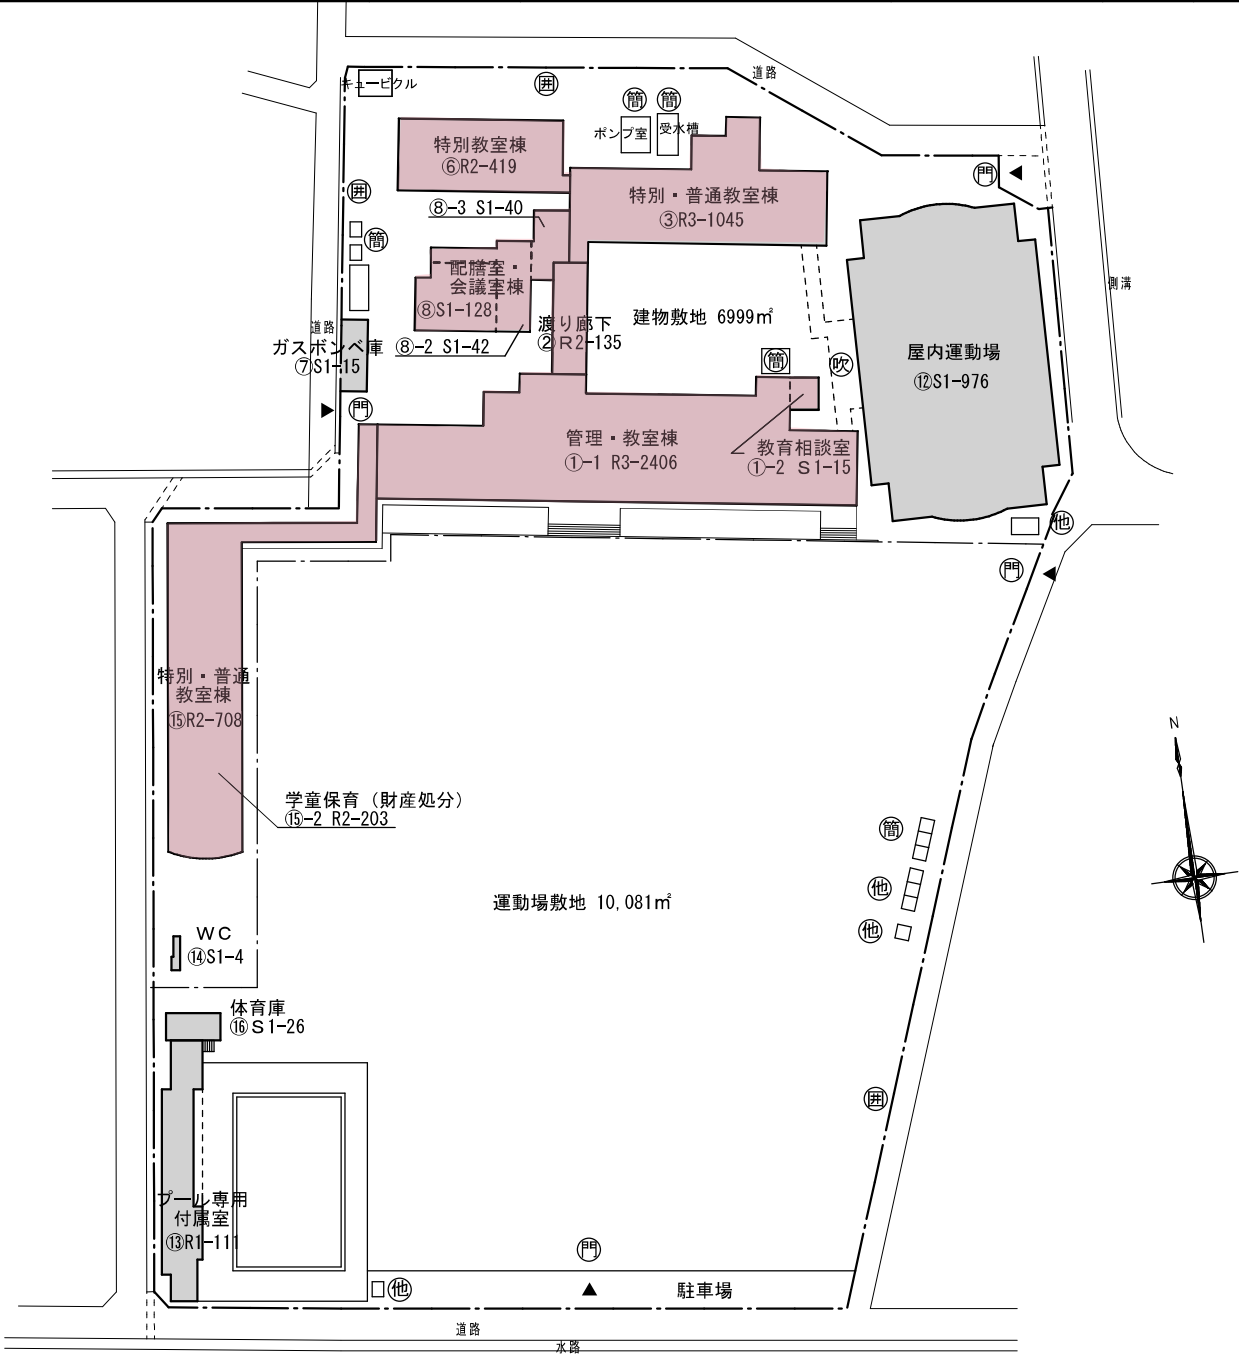 道路
キュービクル
囲
簡
簡
ポンプ室
受水槽
特別教室棟
⑥R2-419
門
囲
特別・普通教室棟
③R3-1045
⑧-3 S1-40
簡
配膳室・
会議室棟
⑧S1-128
側溝
道路
渡り廊下
②R2-135
建物敷地 6999㎡
ガスボンベ庫
⑦S1-15
⑧-2 S1-42
簡
吹
屋内運動場
⑫S1-976
門
管理・教室棟
①-1 R3-2406
教育相談室
①-2 S1-15
他
門
特別・普通
教室棟
⑮R2-708
N
学童保育（財産処分）
⑮-2 R2-203
簡
他
運動場敷地 10,081㎡
他
WC
⑭S1-4
体育庫
⑯S1-26
囲
プール専用
付属室
⑬R1-111
門
他
駐車場
道路
水路